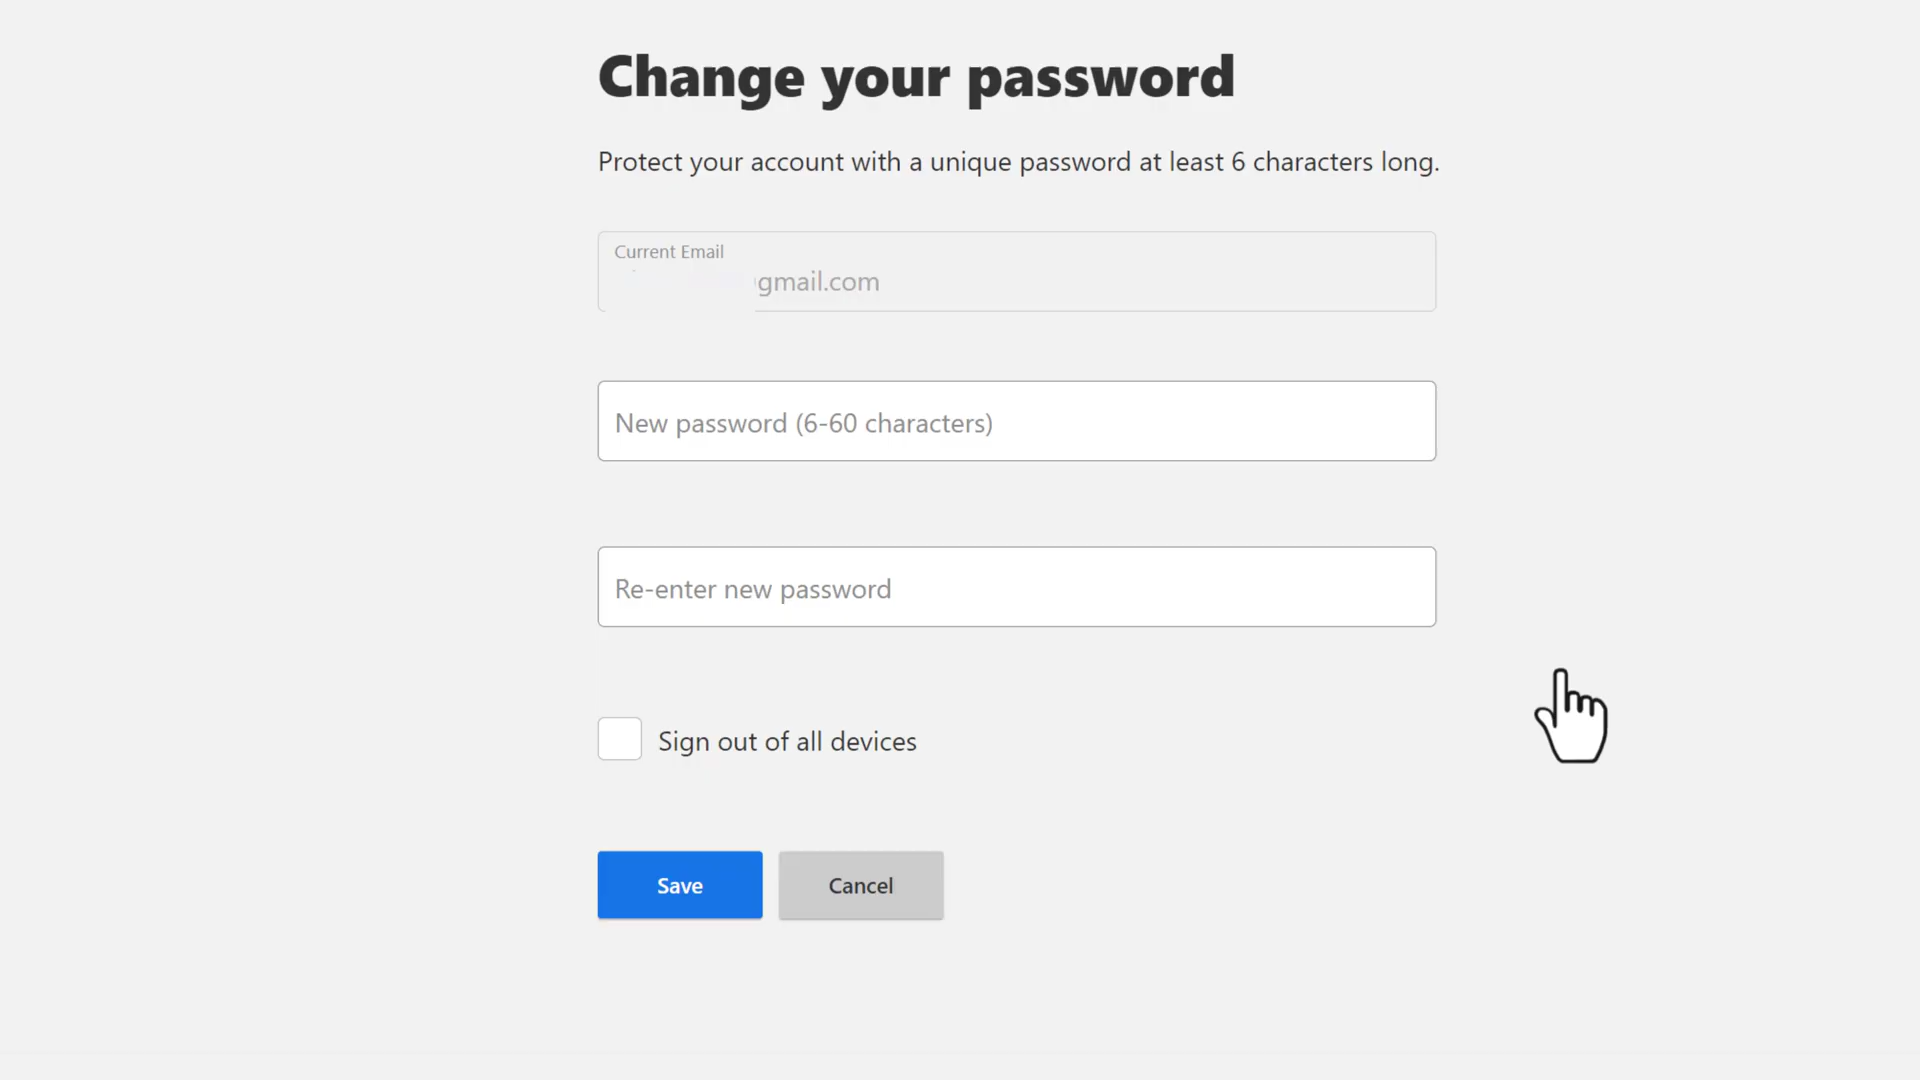 Change your password
Protect your account with a unique password at least 6 characters long.
Current Email
gmail.com
New password (6-60 characters)
Re-enter new password
Sign out of all devices
Save
Cancel